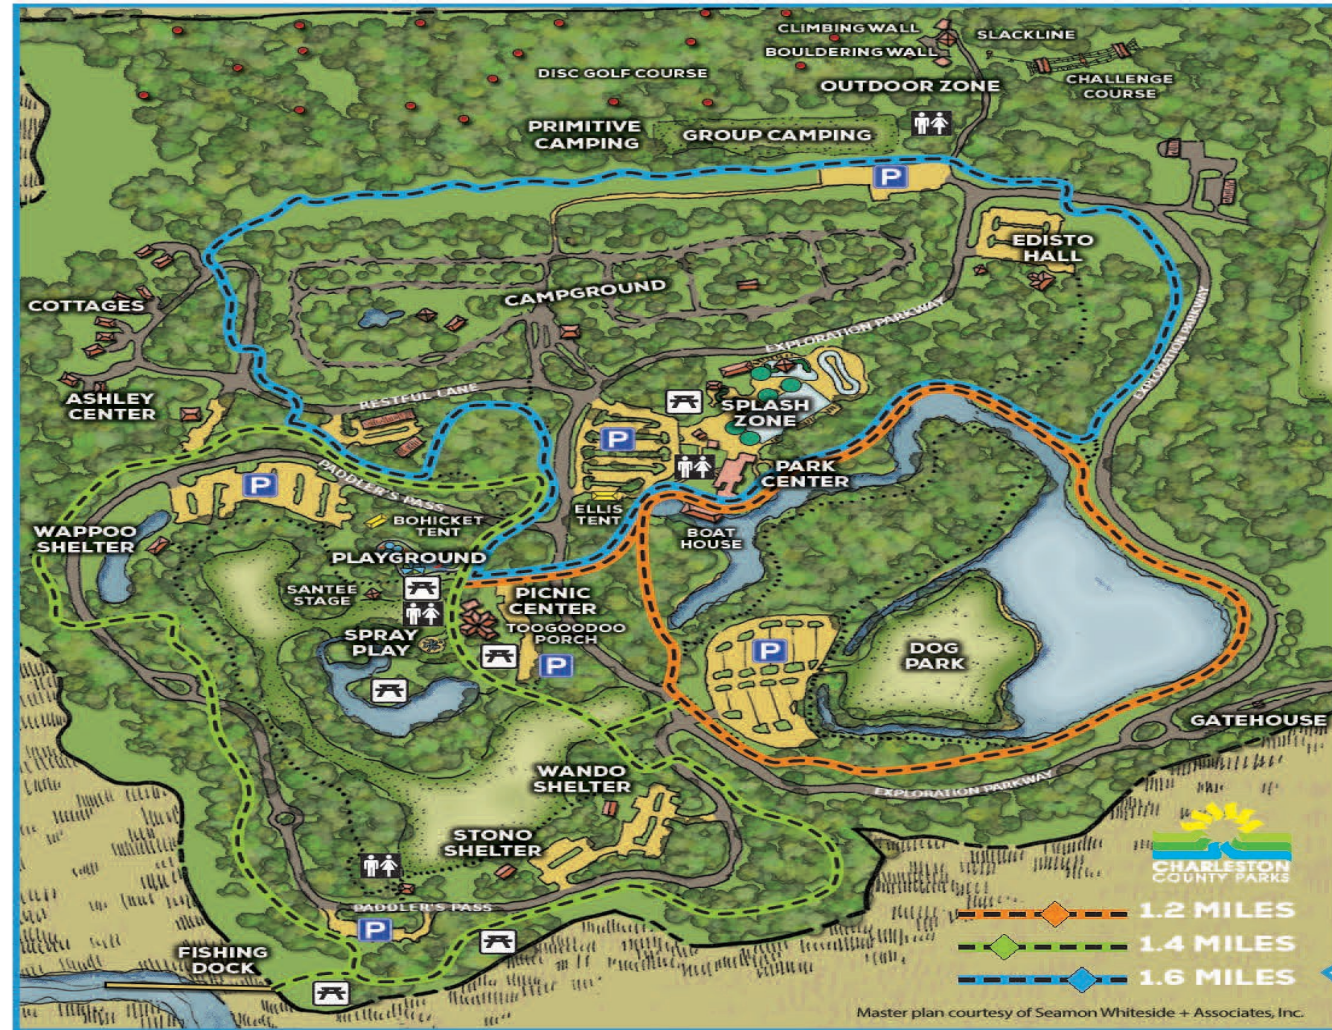 CLIMBING WALL
SLACKLINE
BOULDERING WALL
DISC GOLF COURSE
CHALLENGE
COURSE
OUTDOOR ZONE
PRIMITIVE
CAMPING
GROUP CAMPING
P
EDISTO
HALL
COTTAGES
CAMPGROUND
EXPLORATION PARKWAY
EXPLORATION PARKWAY
ASHLEY
CENTER
RESTFUL LANE
SPLASH
ZONE
P
PARK
CENTER
PADDLER'S PASS
P
ELLIS
TENT
BOHICKET
TENT
WAPPOO
SHELTER
BOAT
HOUSE
PLAYGROUND
SANTEE
STAGE
PICNIC
CENTER
TOOGOODOO
PORCH
SPRAY
PLAY
P
P
DOG
PARK
GATEHOUSE
WANDO
SHELTER
EXPLORATION PARKWAY
STONO
SHELTER
PADDLER'S PASS
P
FISHING
DOCK
CHARLESTON
COUNTY PARKS
1.2 MILES
1.4 MILES
1.6 MILES
Master plan courtesy of Seamon Whiteside + Associates, Inc.